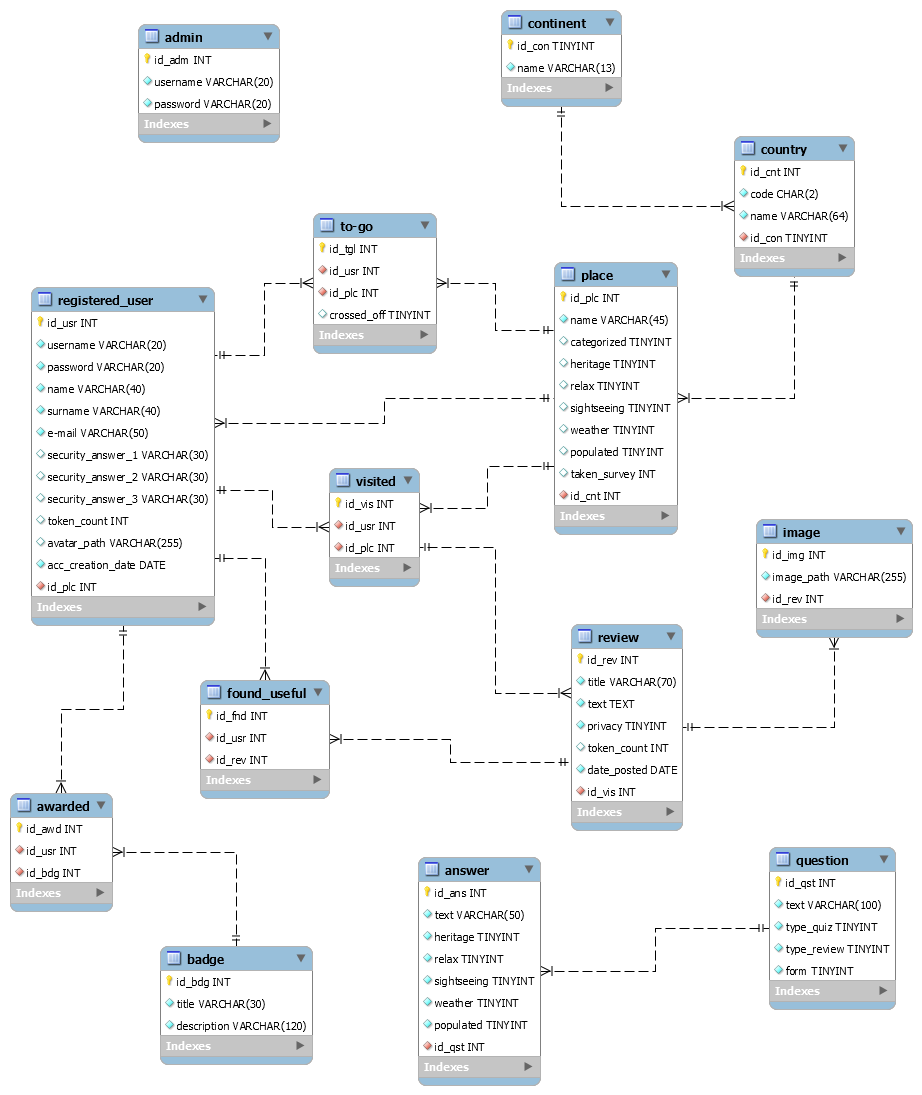 admin
id_adm INT
username VARCHAR(20)
password VARCHAR(20)
Indexes
continent
id_con TINYINT
name VARCHAR(13)
Indexes
country
id_cnt INT
code CHAR(2)
name VARCHAR(64)
id_con TINYINT
Indexes
to-go
id_tgl INT
id_usr INT
id_plc INT
crossed_off TINYINT
Indexes
place
id_plc INT
name VARCHAR(45)
categorized TINYINT
heritage TINYINT
relax TINYINT
sightseeing TINYINT
weather TINYINT
populated TINYINT
taken_survey INT
id_cnt INT
Indexes
registered_user
id_usr INT
username VARCHAR(20)
password VARCHAR(20)
name VARCHAR(40)
surname VARCHAR(40)
e-mail VARCHAR(50)
security_answer_1 VARCHAR(30)
security_answer_2 VARCHAR(30)
security_answer_3 VARCHAR(30)
token_count INT
avatar_path VARCHAR(255)
acc_creation_date DATE
id_plc INT
Indexes
visited
id_vis INT
id_usr INT
id_plc INT
Indexes
image
id_img INT
image_path VARCHAR(255)
id_rev INT
Indexes
review
id_rev INT
title VARCHAR(70)
text TEXT
privacy TINYINT
token_count INT
date_posted DATE
id_vis INT
Indexes
found_useful
id_fnd INT
id_usr INT
id_rev INT
Indexes
awarded
id_awd INT
id_usr INT
id_bdg INT
Indexes
badge
id_bdg INT
title VARCHAR(30)
description VARCHAR(120)
Indexes
answer
id_ans INT
text VARCHAR(50)
heritage TINYINT
relax TINYINT
sightseeing TINYINT
weather TINYINT
populated TINYINT
id_qst INT
Indexes
question
id_qst INT
text VARCHAR(100)
type_quiz TINYINT
type_review TINYINT
form TINYINT
Indexes